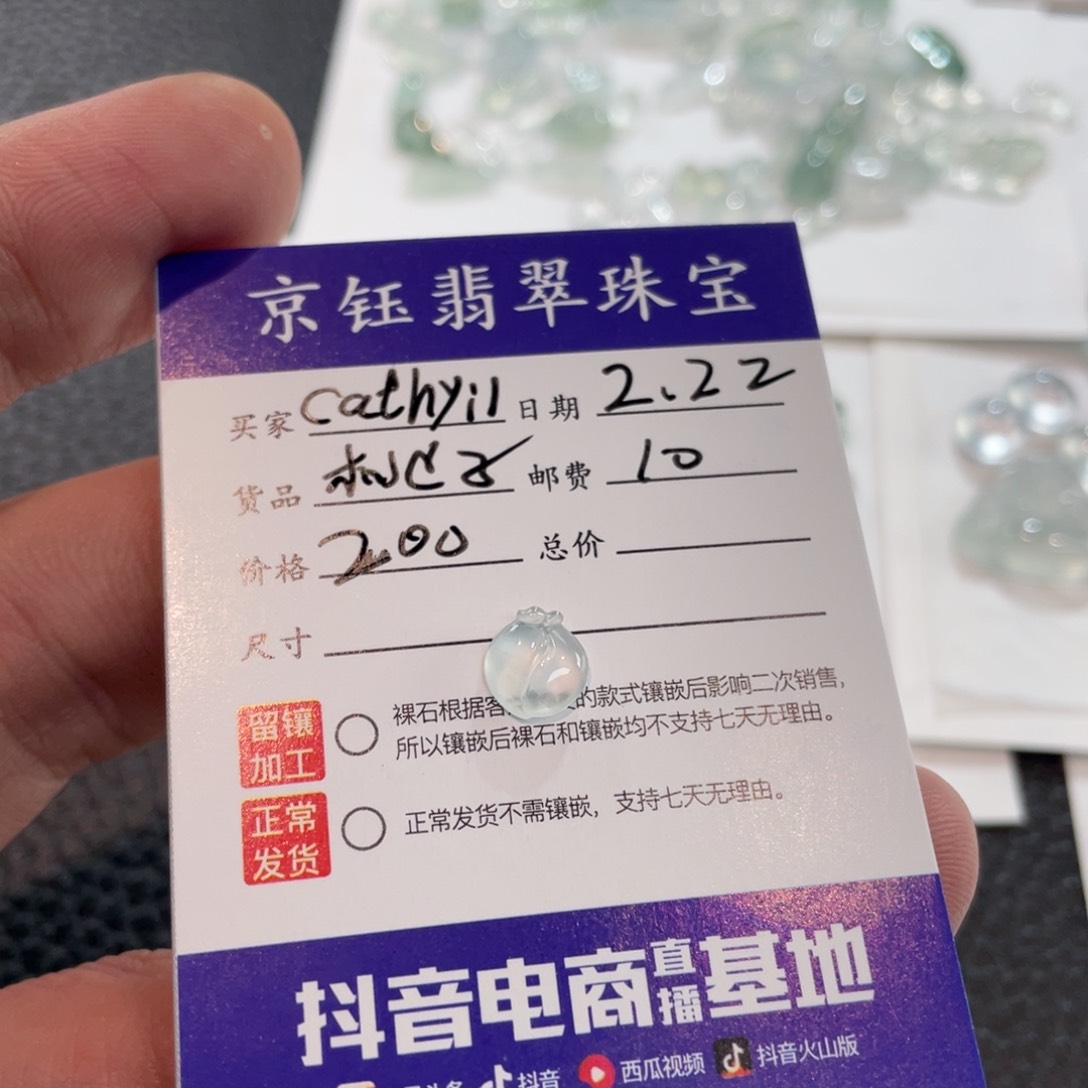 京钰翡翠珠宝
买家 Cathyil 日期 2.22
货品 邮费 10
价格 200 总价
尺寸
留镶加工 裸石根据客的款式镶嵌后影响二次销售，
所以镶嵌后裸石和镶嵌均不支持七天无理由。
正常发货 正常发货不需镶嵌，支持七天无理由。
抖音电商直播基地
抖音 西瓜视频 抖音火山版